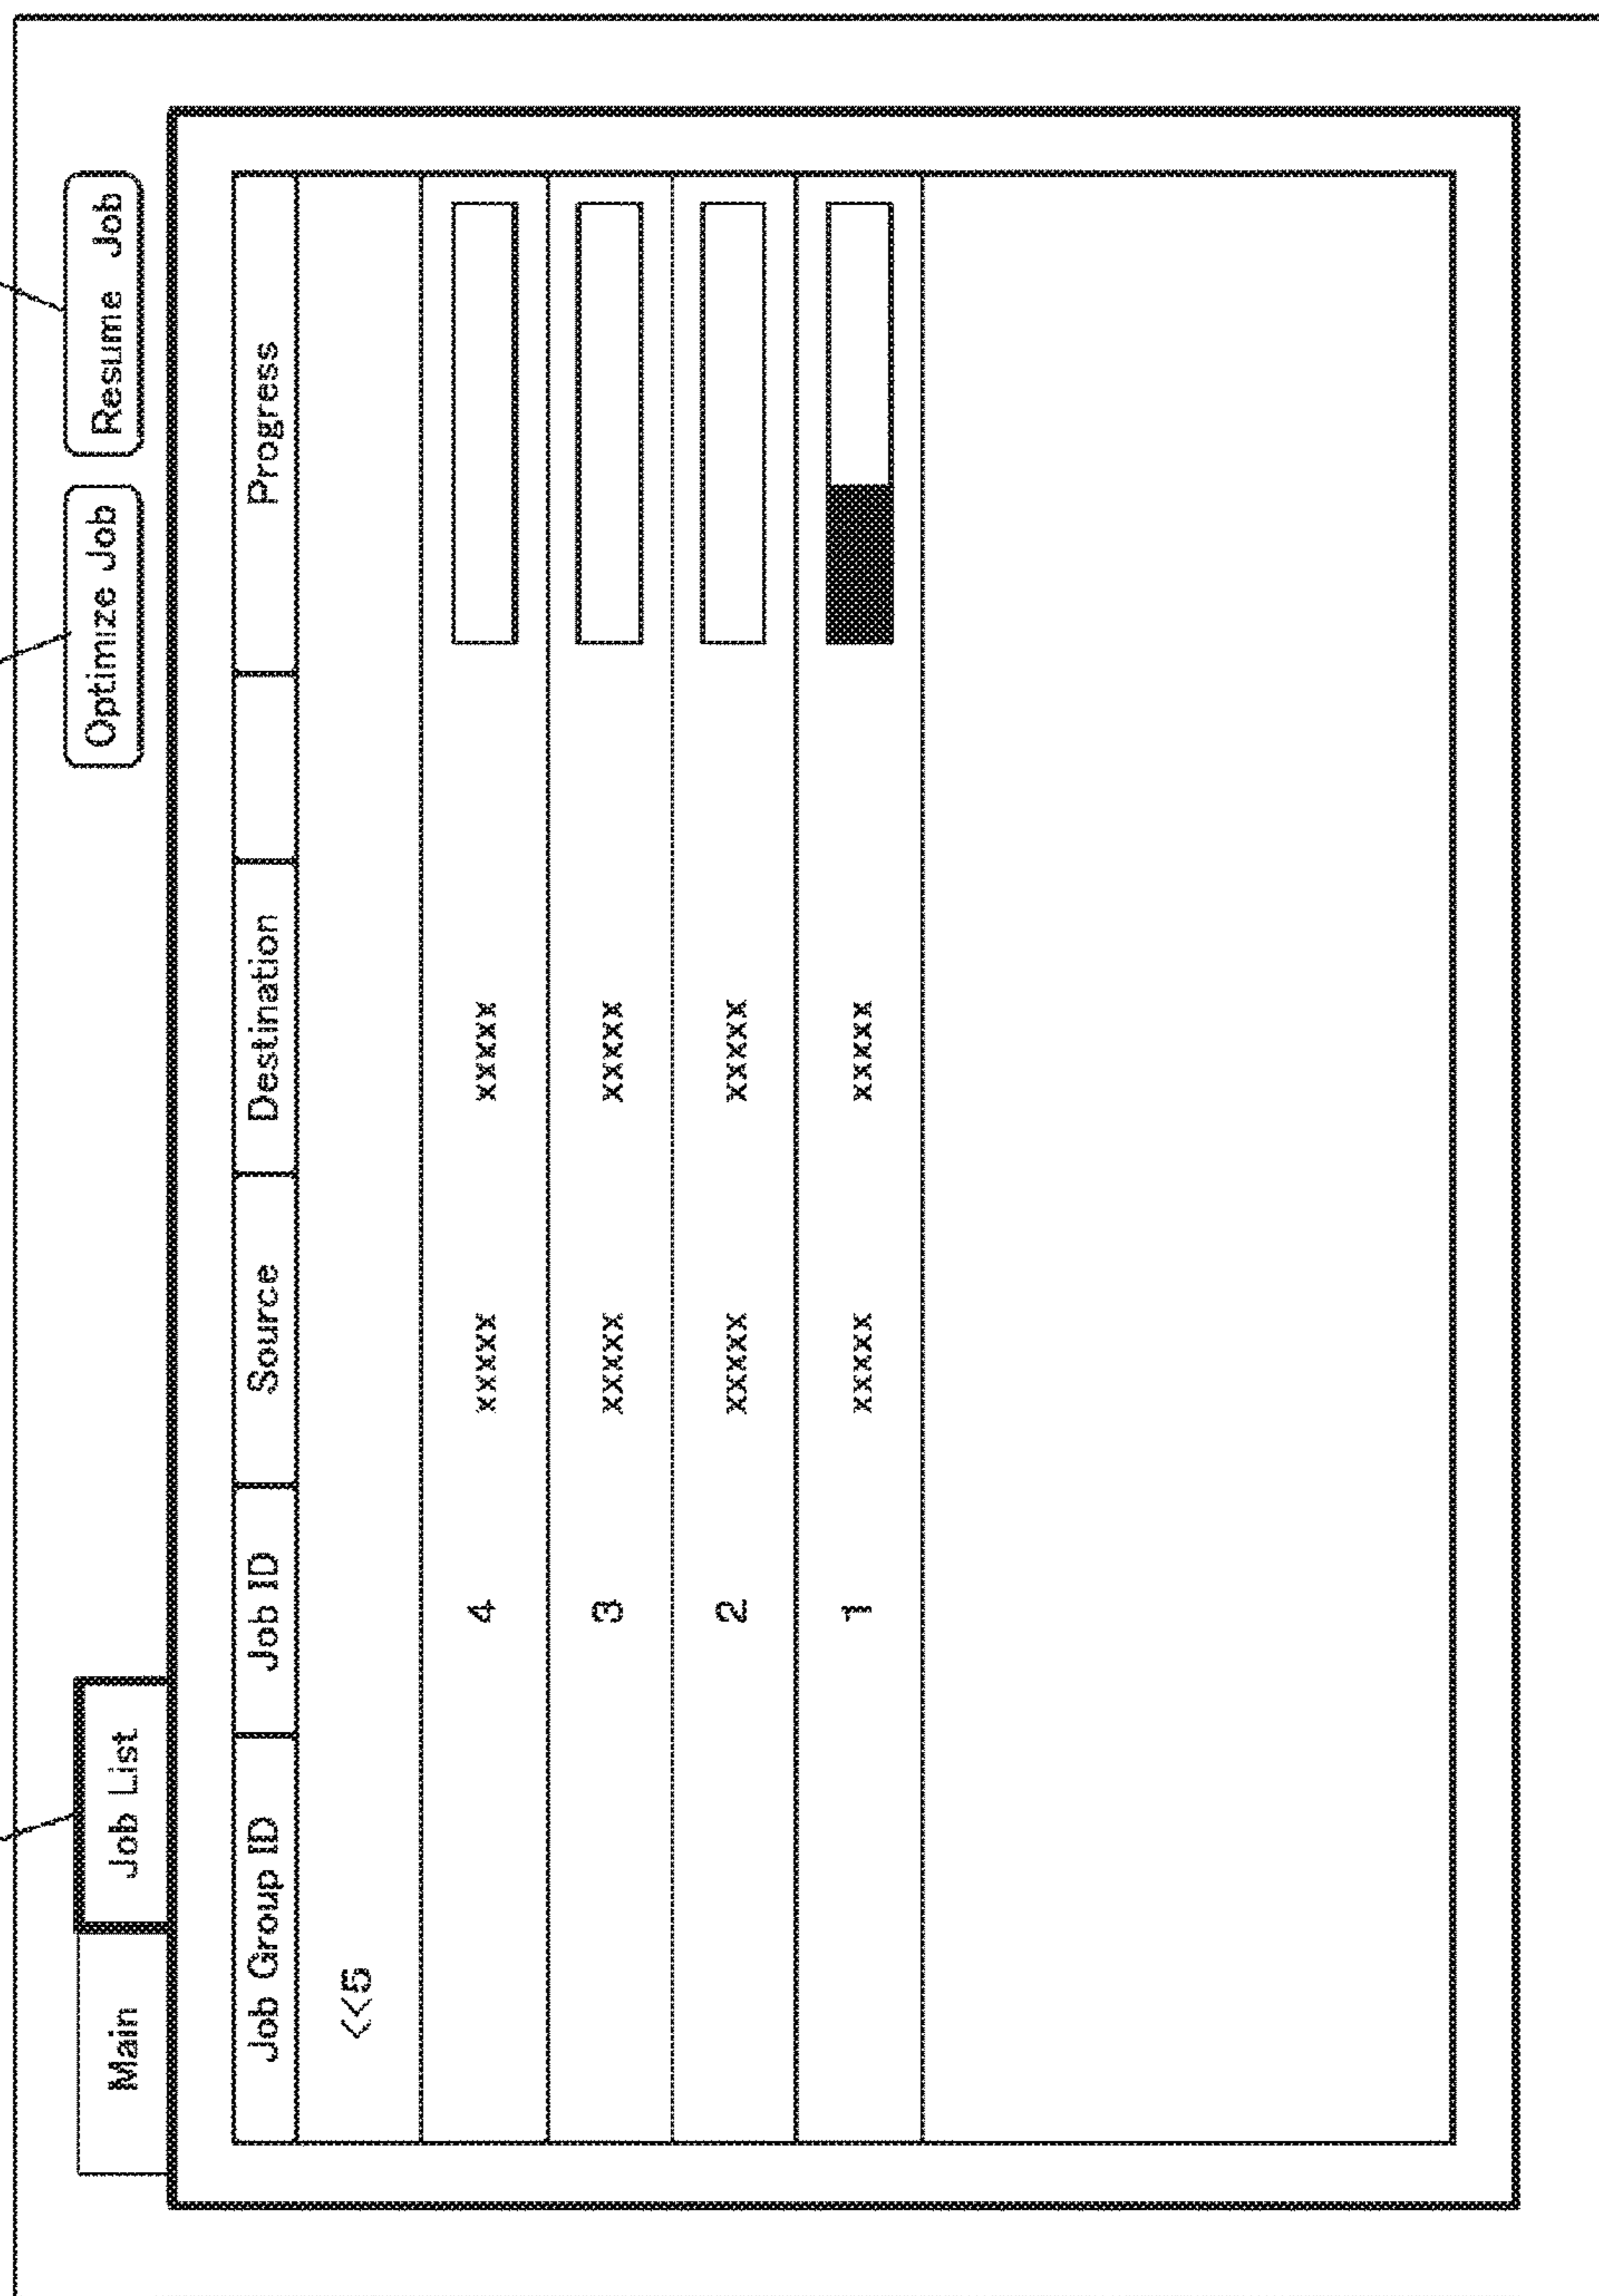 Main Job List Optimize Job Resume Job
Job Group ID Job ID Source Destination Progress
<<5
4 xxxxx xxxxx
3 xxxxx xxxxx
2 xxxxx xxxxx
1 xxxxx xxxxx